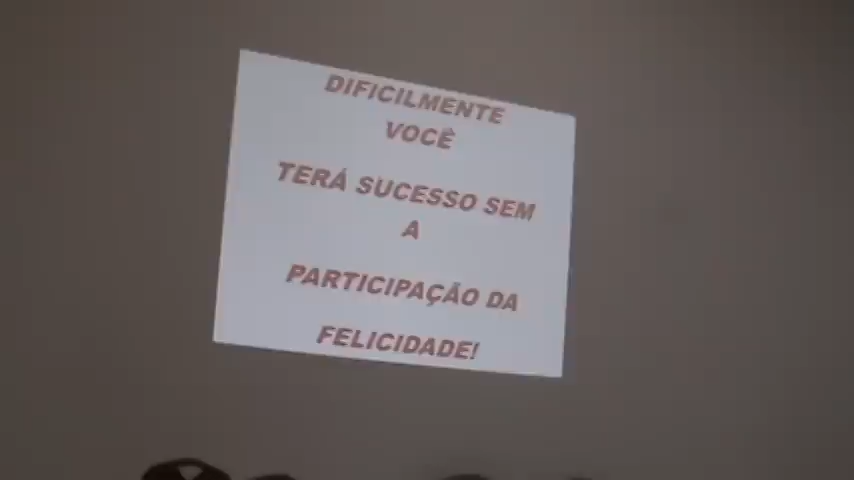 DIFICILMENTE
VOCÊ
TERÁ SUCESSO SEM
A
PARTICIPAÇÃO DA
FELICIDADE!